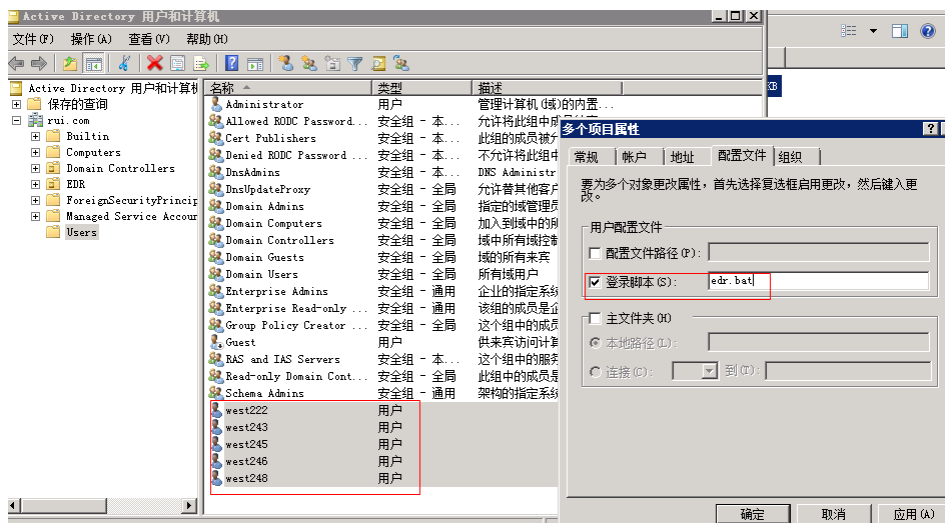 Active Directory 用户和计算机
文件(F) 操作(A) 查看(V) 帮助(H)
Active Directory 用户和计算机
保存的查询
rui.com
Builtin
Computers
Domain Controllers
EDR
ForeignSecurityPrincip
Managed Service Accoun
Users
名称 类型 描述
Administrator 用户 管理计算机(域)的内置...
Allowed RODC Password... 安全组 - 本... 允许将此组中成员的密...
Cert Publishers 安全组 - 本... 此组的成员被允
Denied RODC Password ... 安全组 - 本... 不允许将此组中
DnsAdmins 安全组 - 本... DNS Administr
DnsUpdateProxy 安全组 - 全局 允许替其他客户
Domain Admins 安全组 - 全局 指定的域管理员
Domain Computers 安全组 - 全局 加入到域中的所
Domain Controllers 安全组 - 全局 域中所有域控制
Domain Guests 安全组 - 全局 域的所有来宾
Domain Users 安全组 - 全局 所有域用户
Enterprise Admins 安全组 - 通用 企业的指定系统
Enterprise Read-only ... 安全组 - 通用 该组的成员是企
Group Policy Creator ... 安全组 - 全局 这个组中的成员
Guest 用户 供来宾访问计算
RAS and IAS Servers 安全组 - 本... 这个组中的服务
Read-only Domain Cont... 安全组 - 全局 此组中的成员是
Schema Admins 安全组 - 通用 架构的指定系统
west222 用户
west243 用户
west245 用户
west246 用户
west248 用户
KB
多个项目属性
常规 帐户 地址 配置文件 组织
要为多个对象更改属性，首先选择复选框启用更改，然后键入更
改。
用户配置文件
配置文件路径(P):
登录脚本(S): edr.bat
主文件夹(H)
本地路径(L):
连接(C): 到(T):
确定 取消 应用(A)